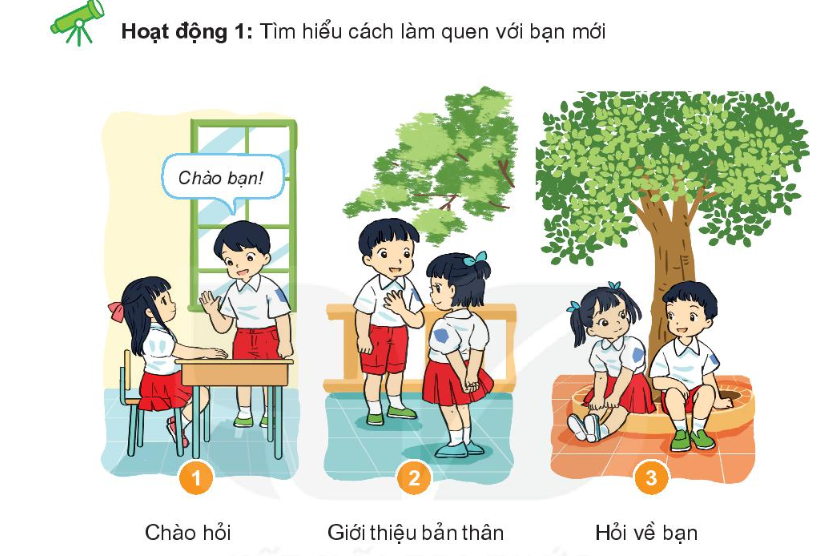 Hoạt động 1: Tìm hiểu cách làm quen với bạn mới
Chào bạn!
1
2
3
Chào hỏi
Giới thiệu bản thân
Hỏi về bạn